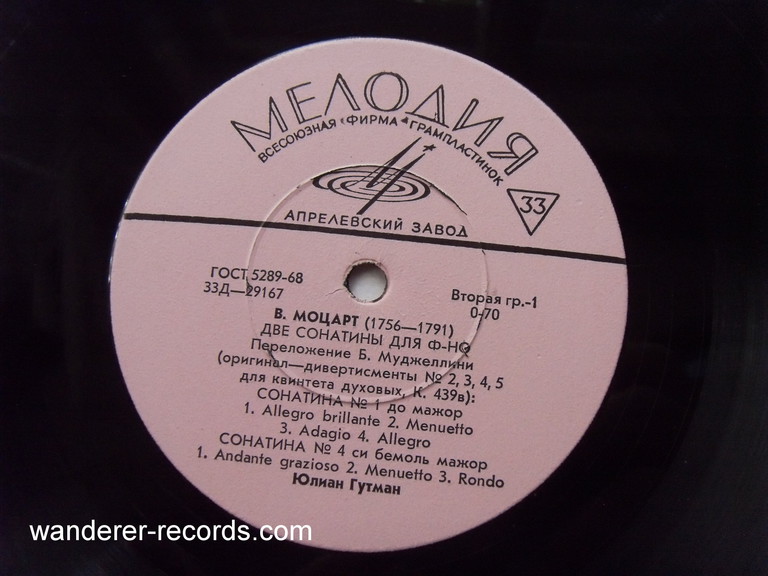 МЕЛОДИЯ
ВСЕСОЮЗНАЯ ФИРМА ГРАМПЛАСТИНОК
33
АПРЕЛЕВСКИЙ ЗАВОД
ГОСТ 5289-68
33Д—29167
Вторая гр.-1
0-70
В. МОЦАРТ (1756—1791)
ДВЕ СОНАТИНЫ ДЛЯ Ф-НО
Переложение Б. Муджеллини
(оригинал—дивертисменты № 2, 3, 4, 5
для квинтета духовых, К. 439в):
СОНАТИНА № 1 до мажор
1. Allegro brillante 2. Menuetto
3. Adagio 4. Allegro
СОНАТИНА № 4 си бемоль мажор
1. Andante grazioso 2. Menuetto 3. Rondo
Юлиан Гутман
wanderer-records.com